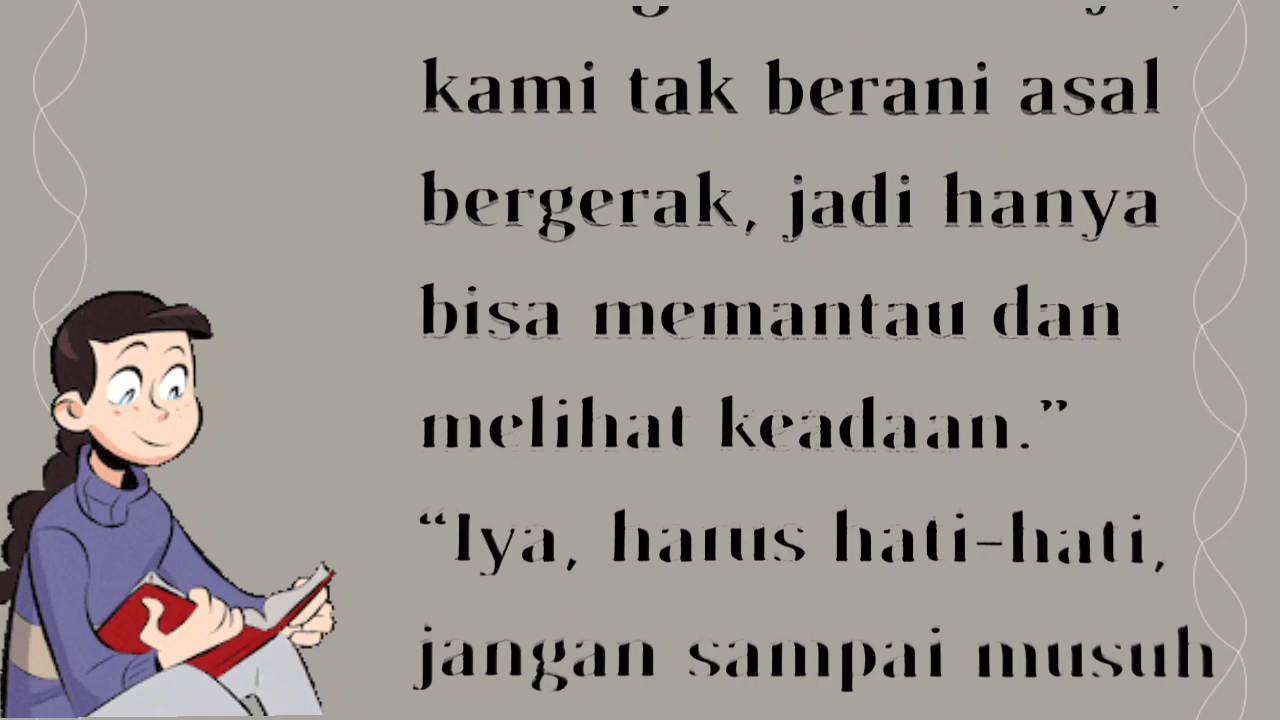 kami tak berani asal
bergerak, jadi hanya
bisa memantau dan
melihat keadaan.”
“Iya, harus hati-hati,
jangan sampai musuh